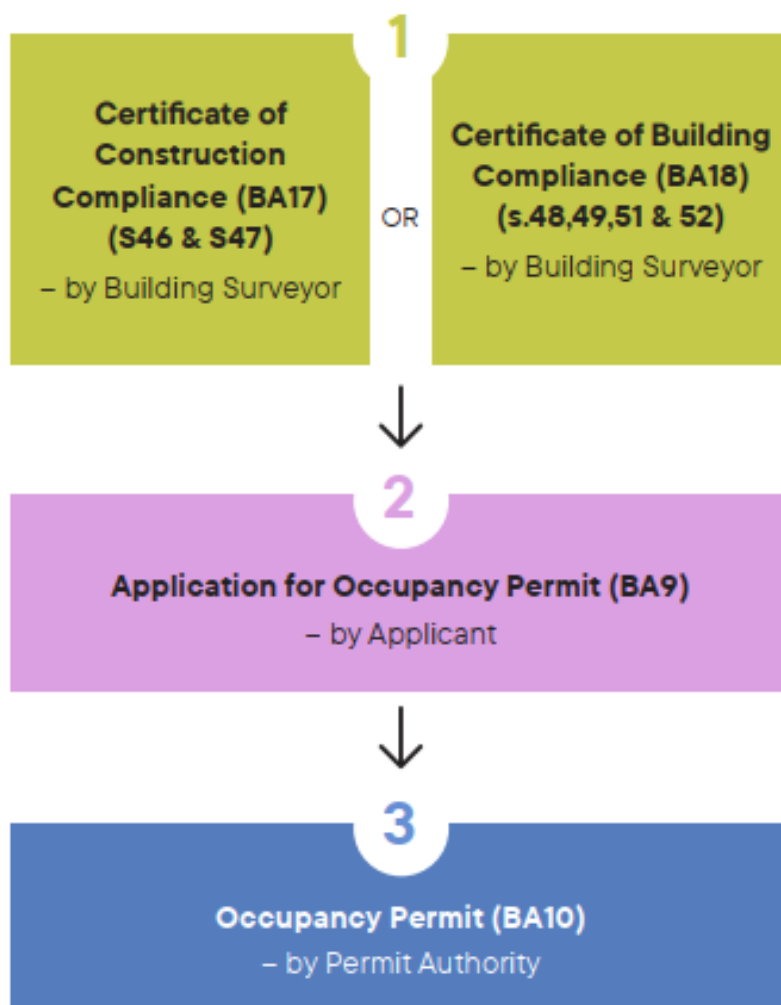 1
Certificate of
Construction
Compliance (BA17)
(S46 & S47)
– by Building Surveyor
OR
Certificate of Building
Compliance (BA18)
(s.48,49,51 & 52)
– by Building Surveyor
2
Application for Occupancy Permit (BA9)
– by Applicant
3
Occupancy Permit (BA10)
– by Permit Authority